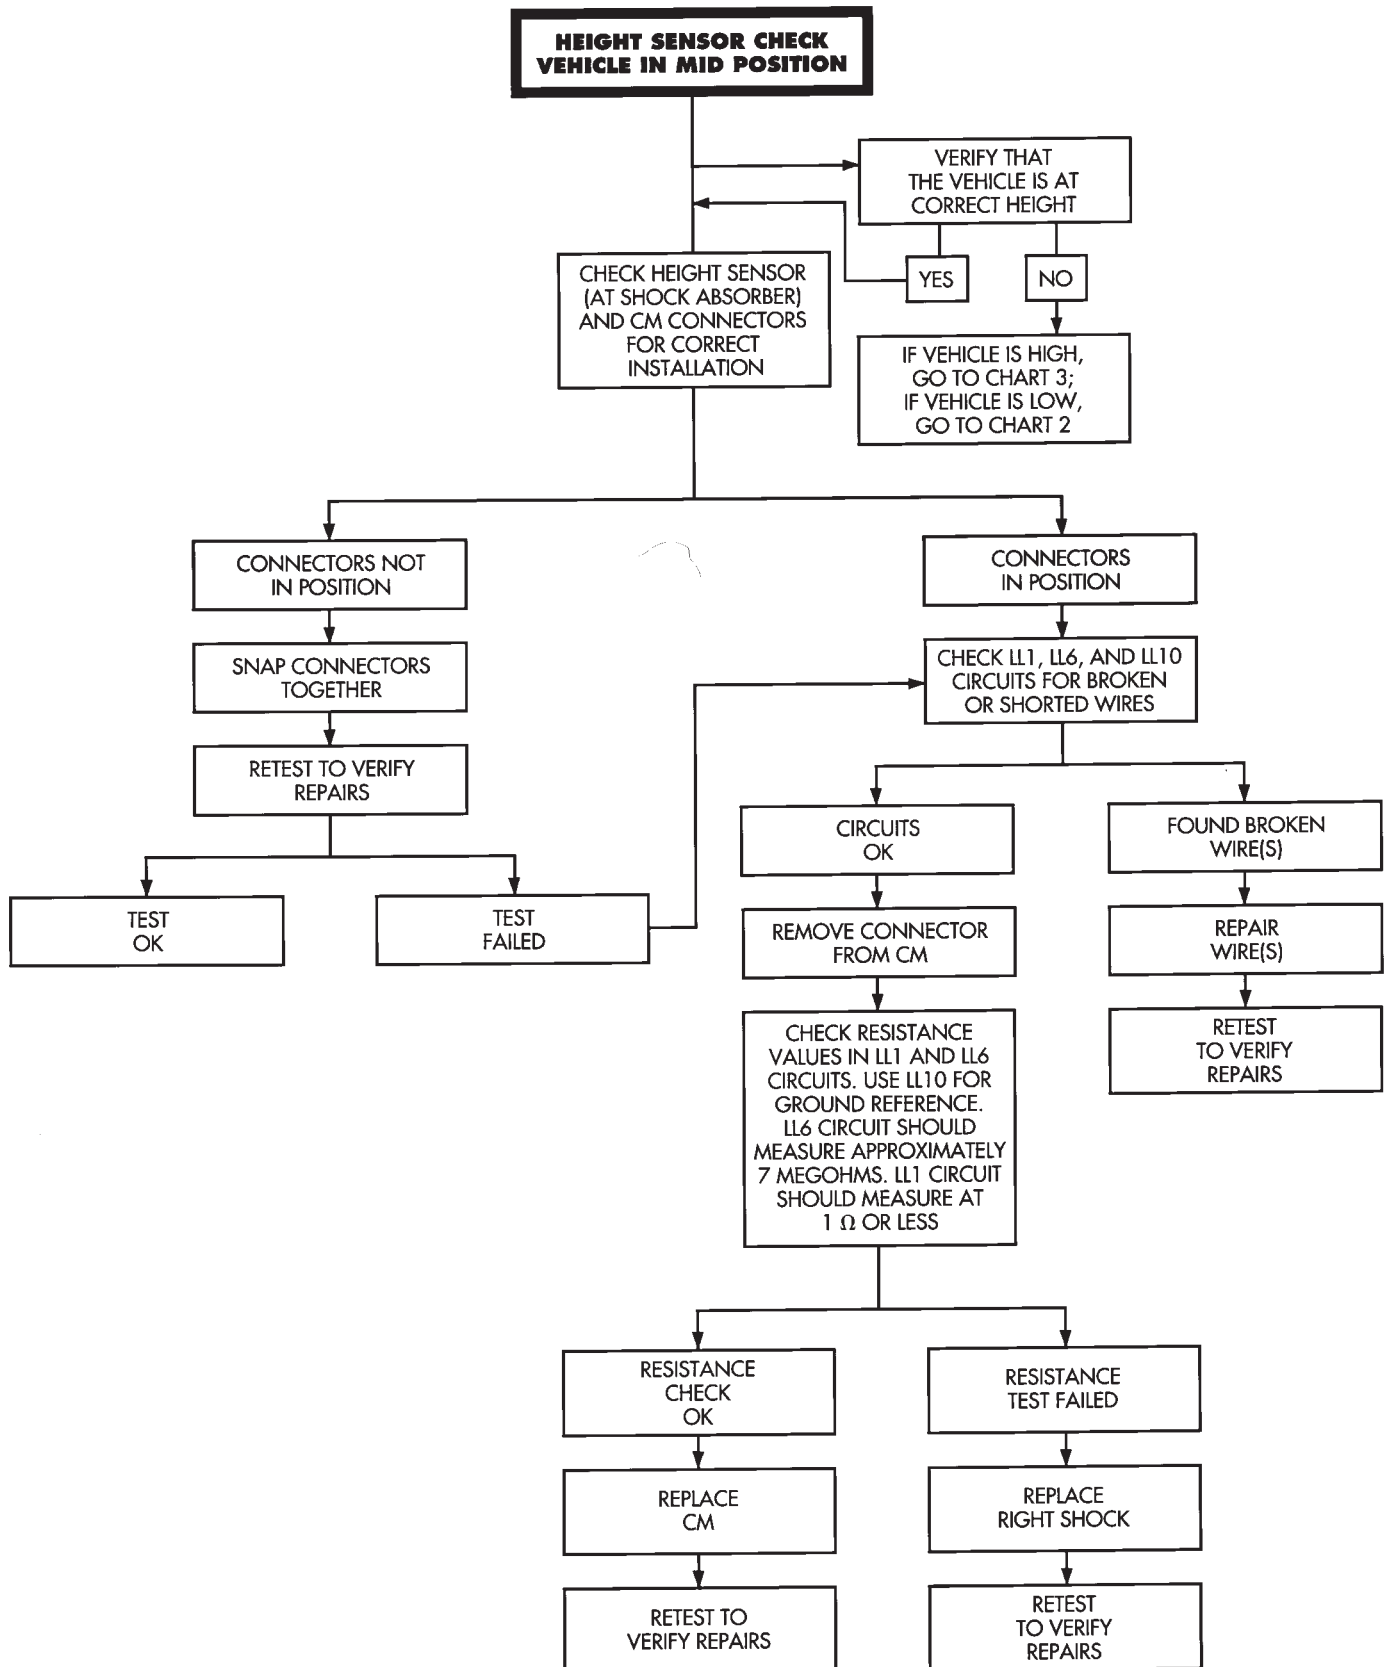 HEIGHT SENSOR CHECK
VEHICLE IN MID POSITION
VERIFY THAT
THE VEHICLE IS AT
CORRECT HEIGHT
YES
NO
CHECK HEIGHT SENSOR
(AT SHOCK ABSORBER)
AND CM CONNECTORS
FOR CORRECT
INSTALLATION
IF VEHICLE IS HIGH,
GO TO CHART 3;
IF VEHICLE IS LOW,
GO TO CHART 2
CONNECTORS NOT
IN POSITION
CONNECTORS
IN POSITION
SNAP CONNECTORS
TOGETHER
CHECK LL1, LL6, AND LL10
CIRCUITS FOR BROKEN
OR SHORTED WIRES
RETEST TO VERIFY
REPAIRS
CIRCUITS
OK
FOUND BROKEN
WIRE(S)
TEST
OK
TEST
FAILED
REMOVE CONNECTOR
FROM CM
REPAIR
WIRE(S)
CHECK RESISTANCE
VALUES IN LL1 AND LL6
CIRCUITS. USE LL10 FOR
GROUND REFERENCE.
LL6 CIRCUIT SHOULD
MEASURE APPROXIMATELY
7 MEGOHMS. LL1 CIRCUIT
SHOULD MEASURE AT
1 Ω OR LESS
RETEST
TO VERIFY
REPAIRS
RESISTANCE
CHECK
OK
RESISTANCE
TEST FAILED
REPLACE
CM
REPLACE
RIGHT SHOCK
RETEST TO
VERIFY REPAIRS
RETEST
TO VERIFY
REPAIRS